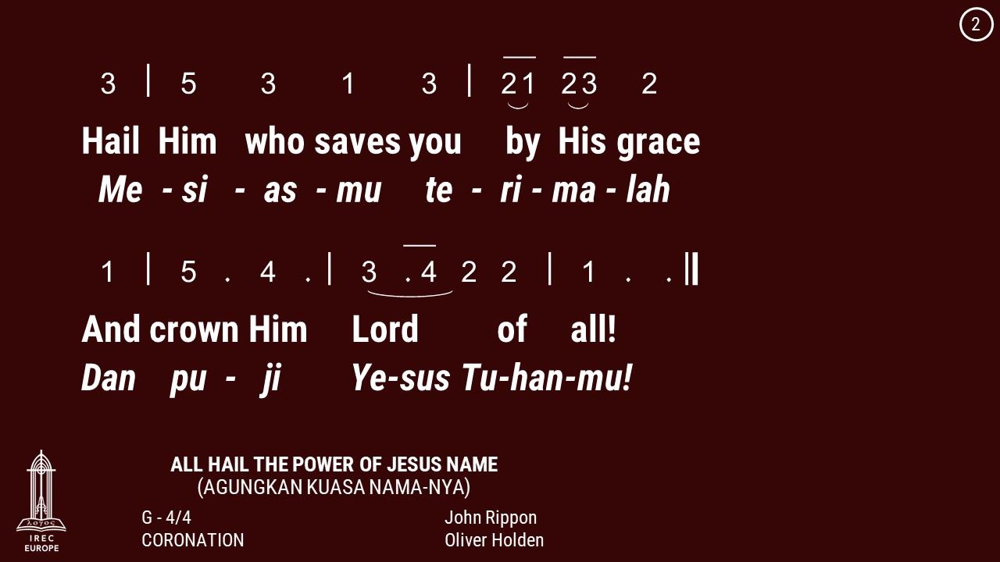 2
3 | 5 3 1 3 | 21 23 2
Hail Him who saves you by His grace
Me - si - as - mu te - ri - ma - lah
1 | 5 . 4 . | 3 . 4 2 2 | 1 . . ||
And crown Him Lord of all!
Dan pu - ji Ye-sus Tu-han-mu!
ALL HAIL THE POWER OF JESUS NAME
(AGUNGKAN KUASA NAMA-NYA)
G - 4/4 John Rippon
CORONATION Oliver Holden
λογος
IREC
EUROPE